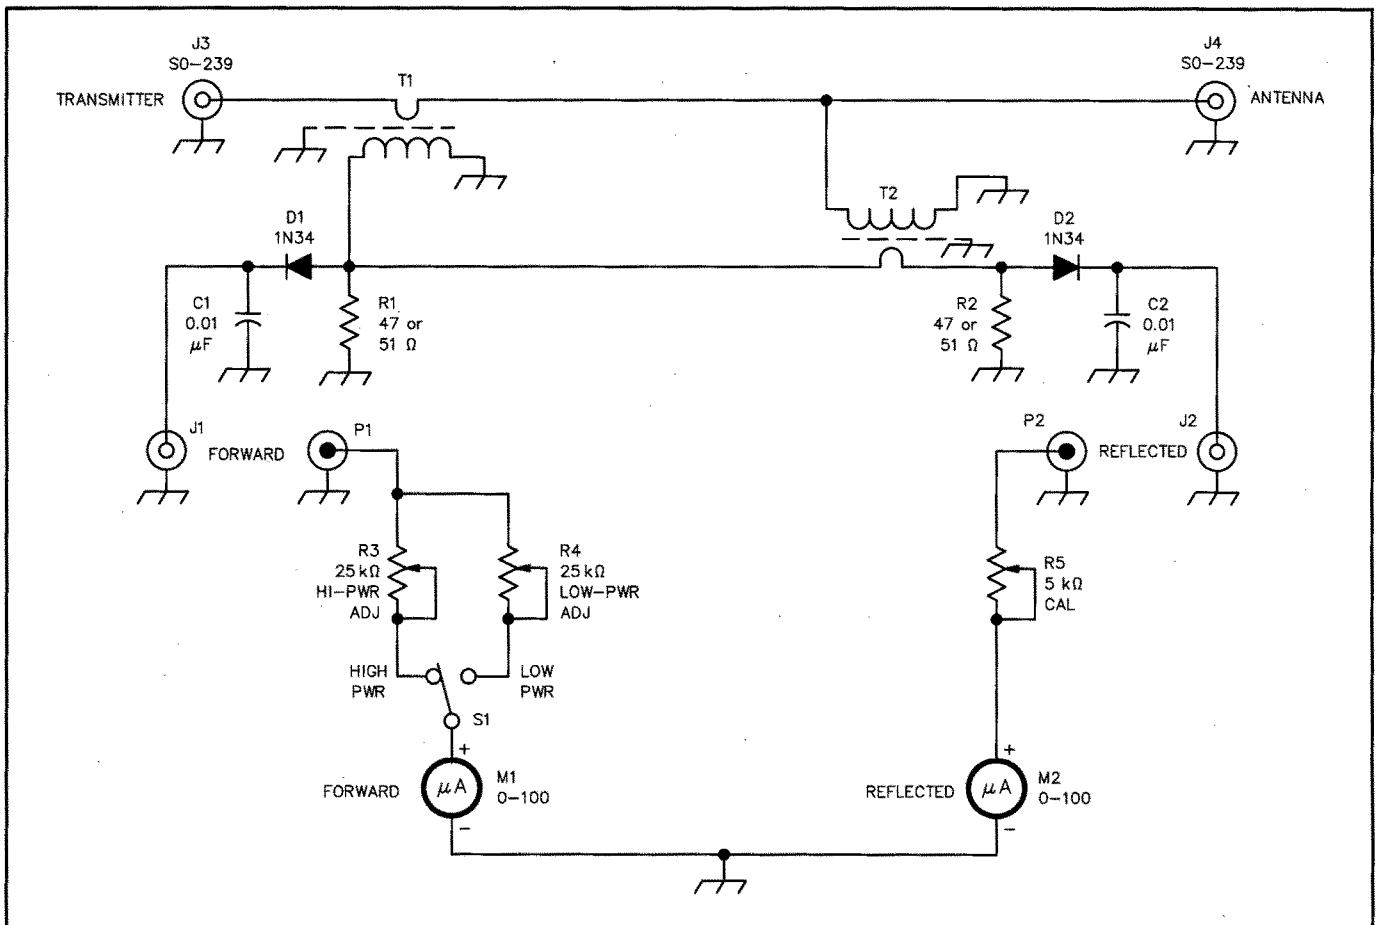 J3
SO-239
TRANSMITTER
T1
J4
SO-239
ANTENNA
T2
D1
1N34
D2
1N34
C1
0.01
μF
R1
47 or
51 Ω
R2
47 or
51 Ω
C2
0.01
μF
J1
FORWARD
P1
P2
REFLECTED
J2
R3
25 kΩ
HI-PWR
ADJ
R4
25 kΩ
LOW-PWR
ADJ
R5
5 kΩ
CAL
HIGH
PWR
LOW
PWR
S1
+
FORWARD
μA
M1
0-100
-
+
REFLECTED
μA
M2
0-100
-